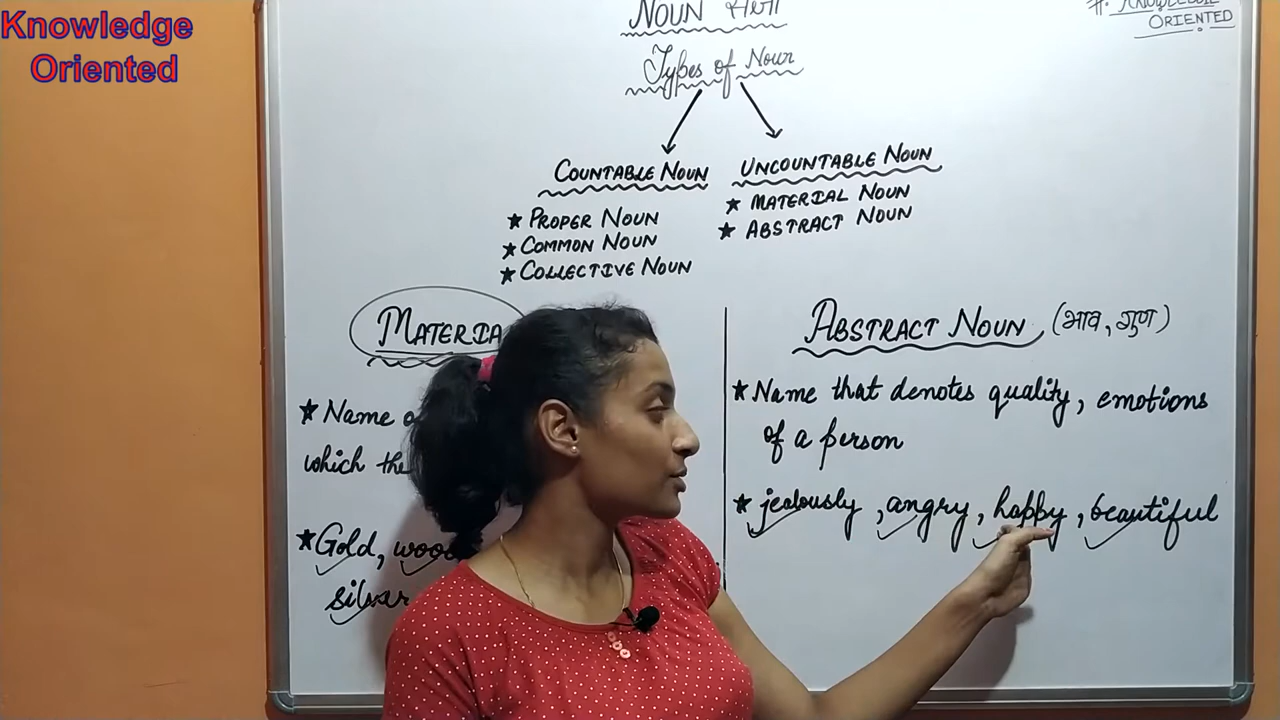 Knowledge
Oriented
NOUN
#. KNOWLEDGE
ORIENTED
Types of Noun
COUNTABLE NOUN
UNCOUNTABLE NOUN
★ PROPER NOUN
★ COMMON NOUN
★ COLLECTIVE NOUN
★ MATERIAL NOUN
★ ABSTRACT NOUN
MATERIA
★ Name
which the
★ Gold,
silver
ABSTRACT NOUN (भाव, गुण)
★ Name that denotes quality, emotions
of a person
★ jealously, angry, happy, beautiful